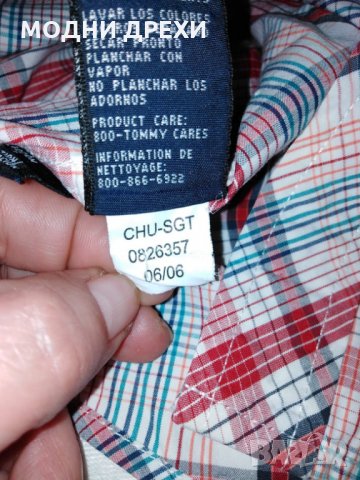 МОДНИ ДРЕХИ
LAVAR LOS COLORES
SECAR PRONTO
PLANCHAR CON
VAPOR
NO PLANCHAR LOS
ADORNOS
PRODUCT CARE:
800-TOMMY CARES
INFORMATION DE
NETTOYAGE:
800-866-6922
CHU-SGT
0826357
06/06